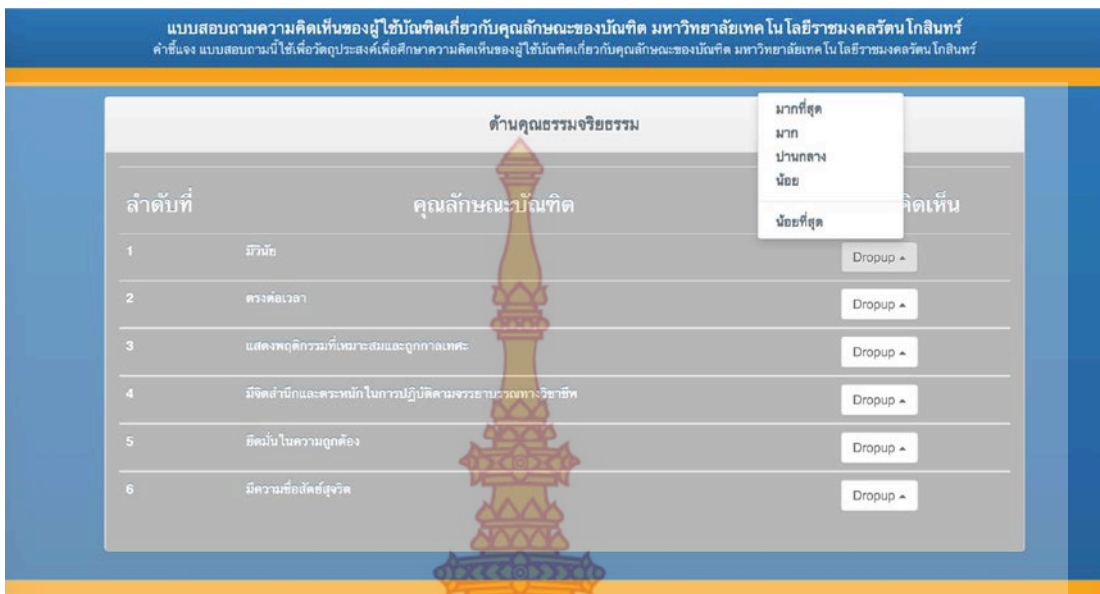 แบบสอบถามความคิดเห็นของผู้ใช้บัณฑิตเกี่ยวกับคุณลักษณะของบัณฑิต มหาวิทยาลัยเทคโนโลยีราชมงคลรัตนโกสินทร์
คำชี้แจง แบบสอบถามนี้ใช้เพื่อวัตถุประสงค์เพื่อศึกษาความคิดเห็นของผู้ใช้บัณฑิตเกี่ยวกับคุณลักษณะของบัณฑิต มหาวิทยาลัยเทคโนโลยีราชมงคลรัตนโกสินทร์
ด้านคุณธรรมจริยธรรม
มากที่สุด
มาก
ปานกลาง
น้อย
น้อยที่สุด
ลำดับที่ คุณลักษณะบัณฑิต คิดเห็น
1 มีวินัย Dropup
2 ตรงต่อเวลา Dropup
3 แสดงพฤติกรรมที่เหมาะสมและถูกกาลเทศะ Dropup
4 มีจิตสำนึกและตระหนักในการปฏิบัติตามจรรยาบรรณทางวิชาชีพ Dropup
5 ยึดมั่นในความถูกต้อง Dropup
6 มีความซื่อสัตย์สุจริต Dropup